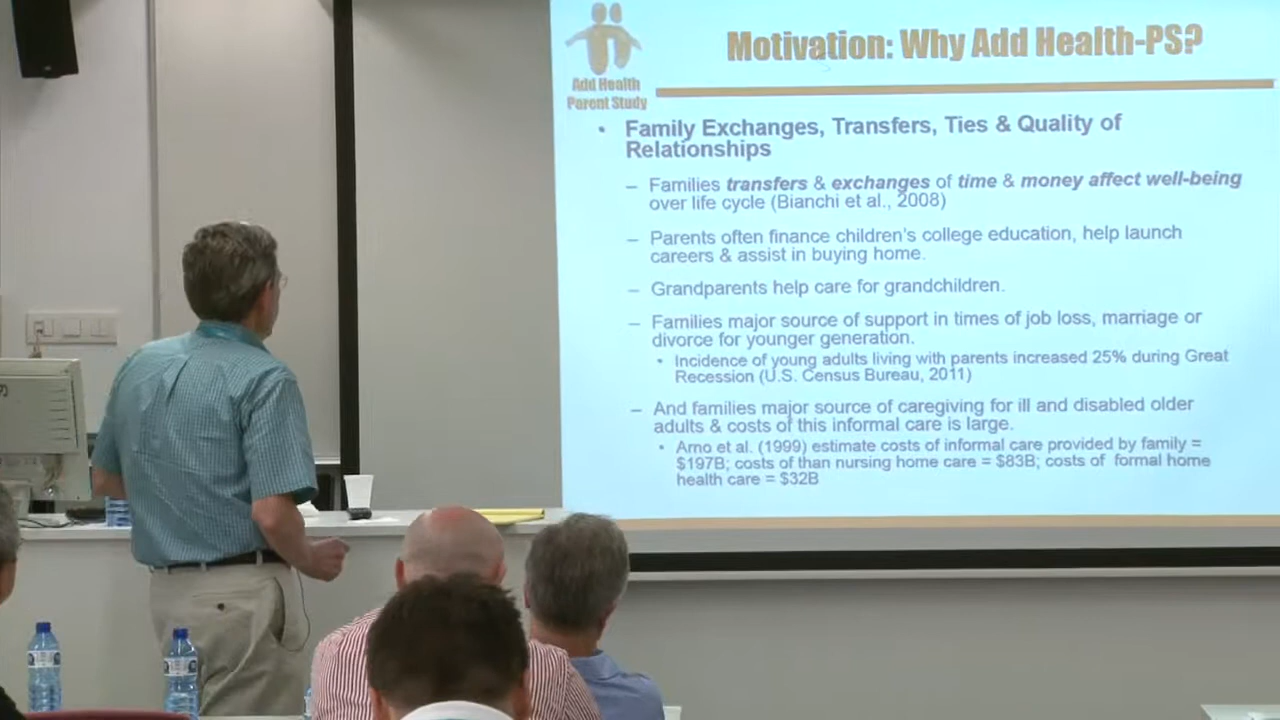 Add Health
Parent Study
Motivation: Why Add Health-PS?
• Family Exchanges, Transfers, Ties & Quality of
Relationships
– Families transfers & exchanges of time & money affect well-being
over life cycle (Bianchi et al., 2008)
– Parents often finance children's college education, help launch
careers & assist in buying home.
– Grandparents help care for grandchildren.
– Families major source of support in times of job loss, marriage or
divorce for younger generation.
• Incidence of young adults living with parents increased 25% during Great
Recession (U.S. Census Bureau, 2011)
– And families major source of caregiving for ill and disabled older
adults & costs of this informal care is large.
• Arno et al. (1999) estimate costs of informal care provided by family =
$197B; costs of than nursing home care = $83B; costs of formal home
health care = $32B